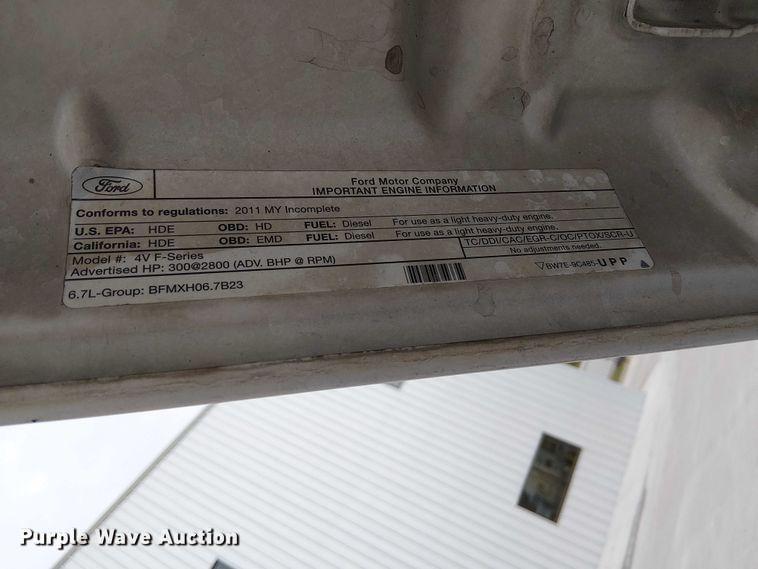 Ford
Ford Motor Company
IMPORTANT ENGINE INFORMATION
Conforms to regulations: 2011 MY Incomplete
U.S. EPA: HDE OBD: HD FUEL: Diesel For use as a light heavy-duty engine.
California: HDE OBD: EMD FUEL: Diesel For use as a light heavy-duty engine.
Model #: 4V F-Series TC/DDI/CAC/EGR-C/OC/PTOX/SCR-U
Advertised HP: 300@2800 (ADV. BHP @ RPM) No adjustments needed.
6.7L-Group: BFMXH06.7B23 BW7E-9C485-UPP
Purple Wave Auction